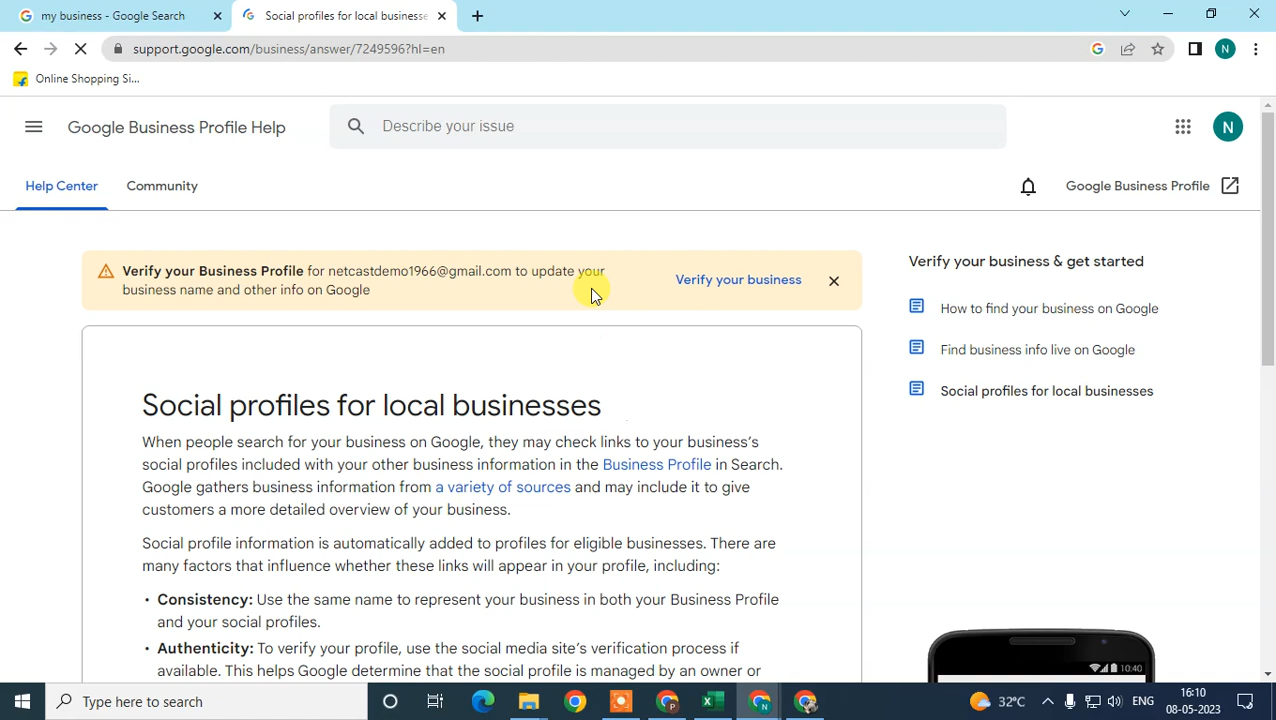 my business - Google Search
Social profiles for local businesse
support.google.com/business/answer/7249596?hl=en
N
Online Shopping Si...
Google Business Profile Help
Describe your issue
N
Help Center
Community
Google Business Profile
Verify your Business Profile for netcastdemo1966@gmail.com to update your
business name and other info on Google
Verify your business
Verify your business & get started
How to find your business on Google
Find business info live on Google
Social profiles for local businesses
Social profiles for local businesses
When people search for your business on Google, they may check links to your business's
social profiles included with your other business information in the Business Profile in Search.
Google gathers business information from a variety of sources and may include it to give
customers a more detailed overview of your business.
Social profile information is automatically added to profiles for eligible businesses. There are
many factors that influence whether these links will appear in your profile, including:
• Consistency: Use the same name to represent your business in both your Business Profile
and your social profiles.
• Authenticity: To verify your profile, use the social media site's verification process if
available. This helps Google determine that the social profile is managed by an owner or
10:40
Type here to search
32°C
ENG
16:10
08-05-2023